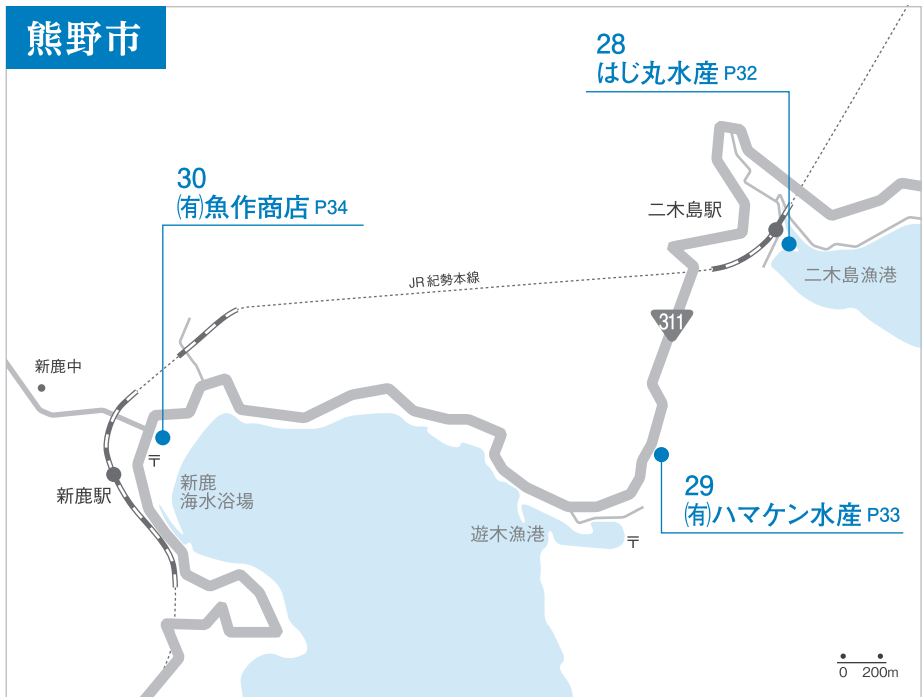 熊野市
28
はじ丸水産 P32
30
㈲魚作商店 P34
二木島駅
二木島漁港
JR紀勢本線
311
新鹿中
〒
新鹿駅
新鹿
海水浴場
29
㈲ハマケン水産 P33
遊木漁港
〒
0 200m